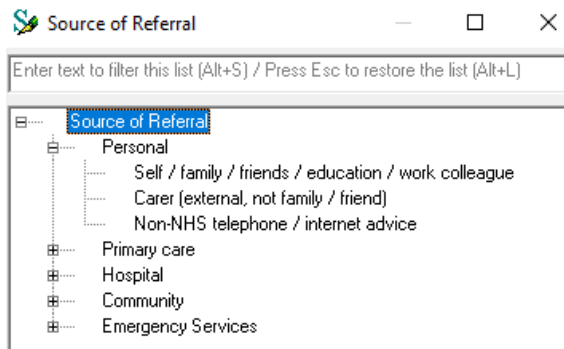 Source of Referral
Enter text to filter this list (Alt+S) / Press Esc to restore the list (Alt+L)
Source of Referral
Personal
Self / family / friends / education / work colleague
Carer (external, not family / friend)
Non-NHS telephone / internet advice
Primary care
Hospital
Community
Emergency Services